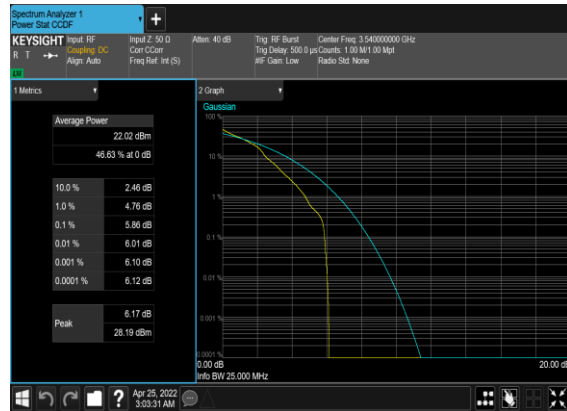 Spectrum Analyzer 1
Power Stat CCDF
KEYSIGHT
R T
Input: RF
Coupling: DC
Align: Auto
Input Z: 50 Ω
Corr CCorr
Freq Ref: Int (S)
Atten: 40 dB
Trig: RF Burst
Trig Delay: 500.0 µs
#IF Gain: Low
Center Freq: 3.540000000 GHz
Counts: 1.00 M/1.00 Mpt
Radio Std: None
1 Metrics
Average Power
22.02 dBm
46.63 % at 0 dB
10.0 % 2.46 dB
1.0 % 4.76 dB
0.1 % 5.86 dB
0.01 % 6.01 dB
0.001 % 6.10 dB
0.0001 % 6.12 dB
Peak
6.17 dB
28.19 dBm
2 Graph
Gaussian
100 %
10 %
1 %
0.1 %
0.01 %
0.001 %
0.0001 %
0.00 dB
20.00 dB
Info BW 25.000 MHz
?
Apr 25, 2022
3:03:31 AM